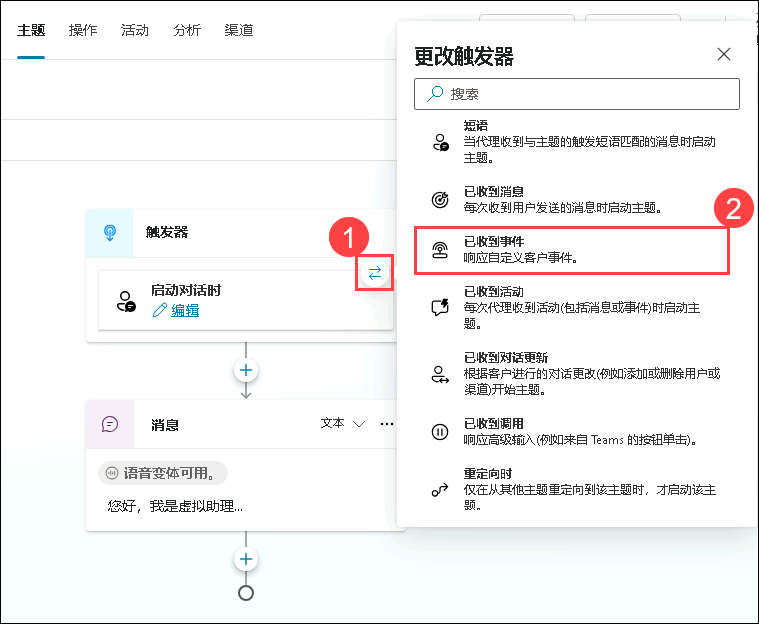 主题 操作 活动 分析 渠道
触发器
1
启动对话时
编辑
消息
文本
语音变体可用。
您好，我是虚拟助理...
更改触发器
搜索
短语
当代理收到与主题的触发短语匹配的消息时启动
主题。
已收到消息
每次收到用户发送的消息时启动主题。
2
已收到事件
响应自定义客户事件。
已收到活动
每次代理收到活动(包括消息或事件)时启动主
题。
已收到对话更新
根据客户进行的对话更改(例如添加或删除用户或
渠道)开始主题。
已收到调用
响应高级输入(例如来自 Teams 的按钮单击)。
重定向时
仅在从其他主题重定向到该主题时，才启动该主
题。